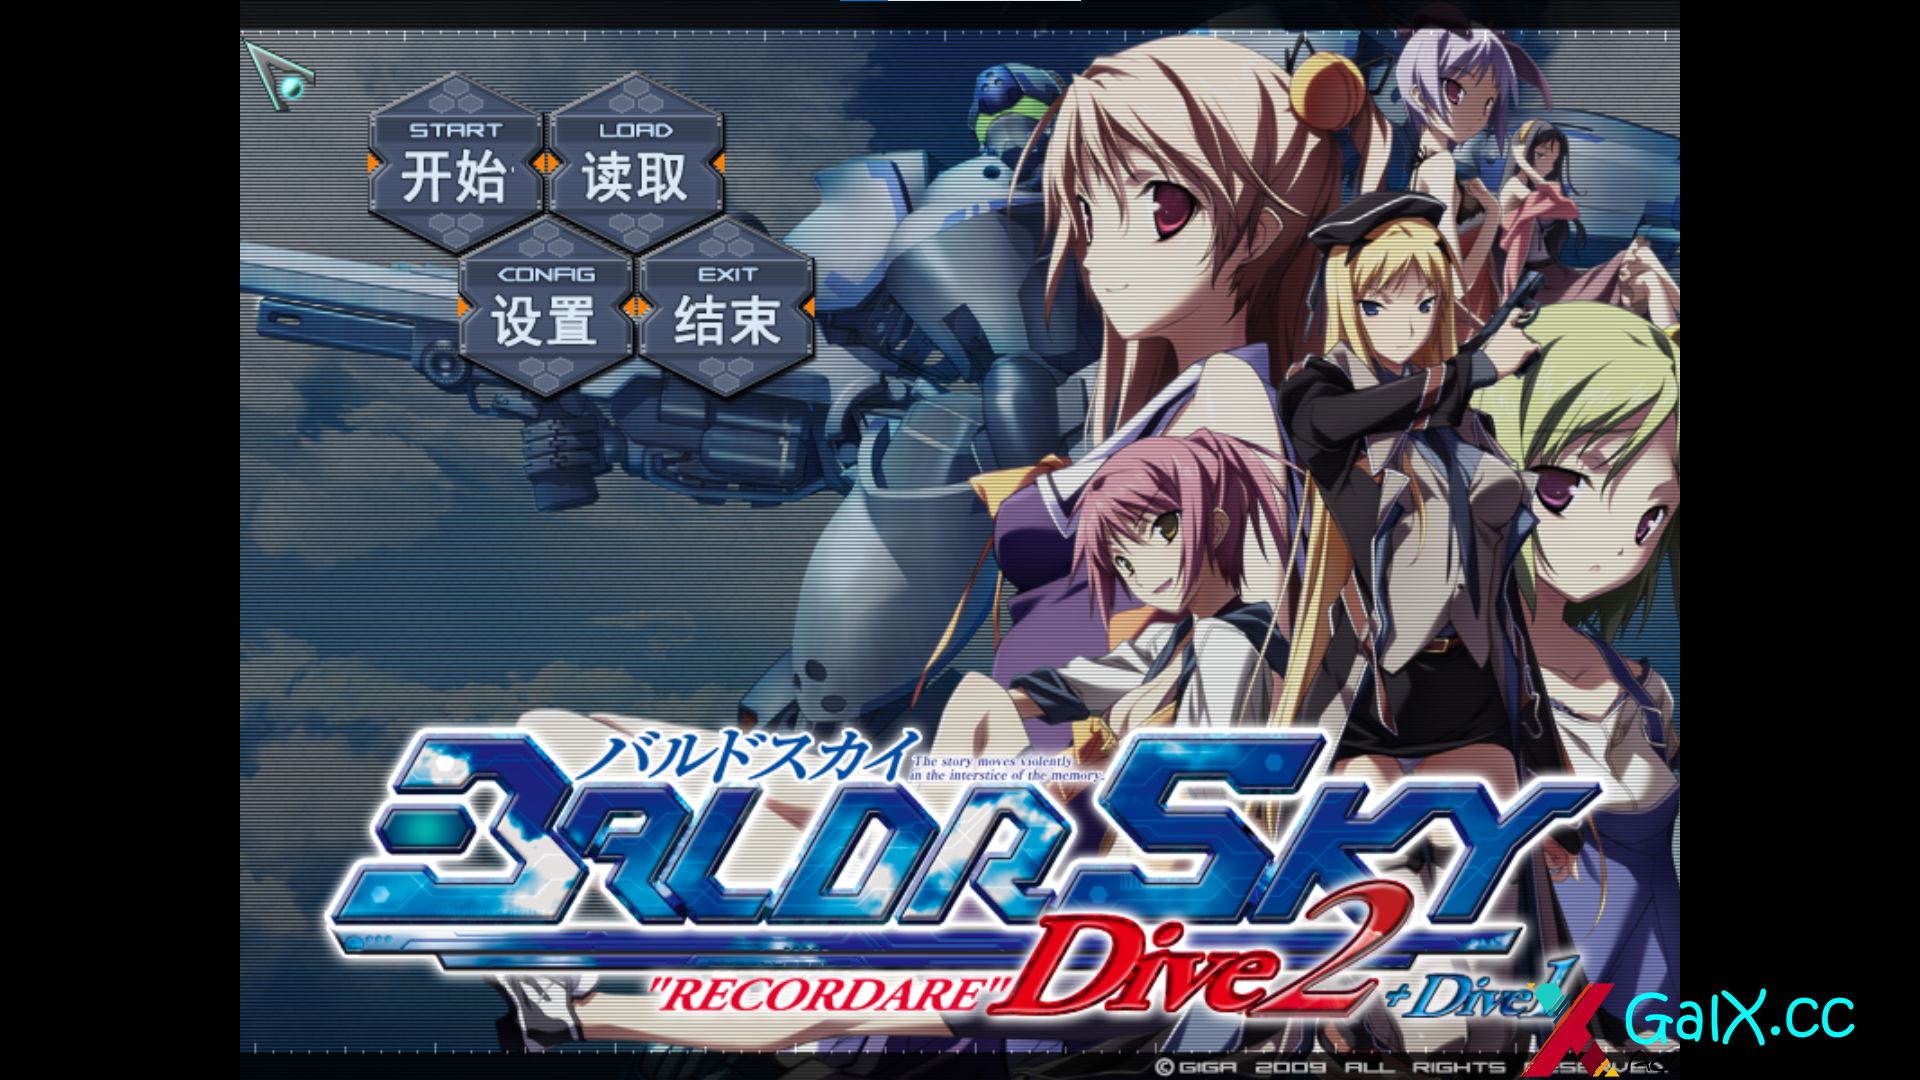 START
开始
LOAD
读取
CONFIG
设置
EXIT
结束
バルドスカイ
The story moves violently
in the interstice of the memory.
BALDR SKY
Dive2
"RECORDARE"
+Dive1
GalX.cc
©GIGA 2009 ALL RIGHTS RESERVED.